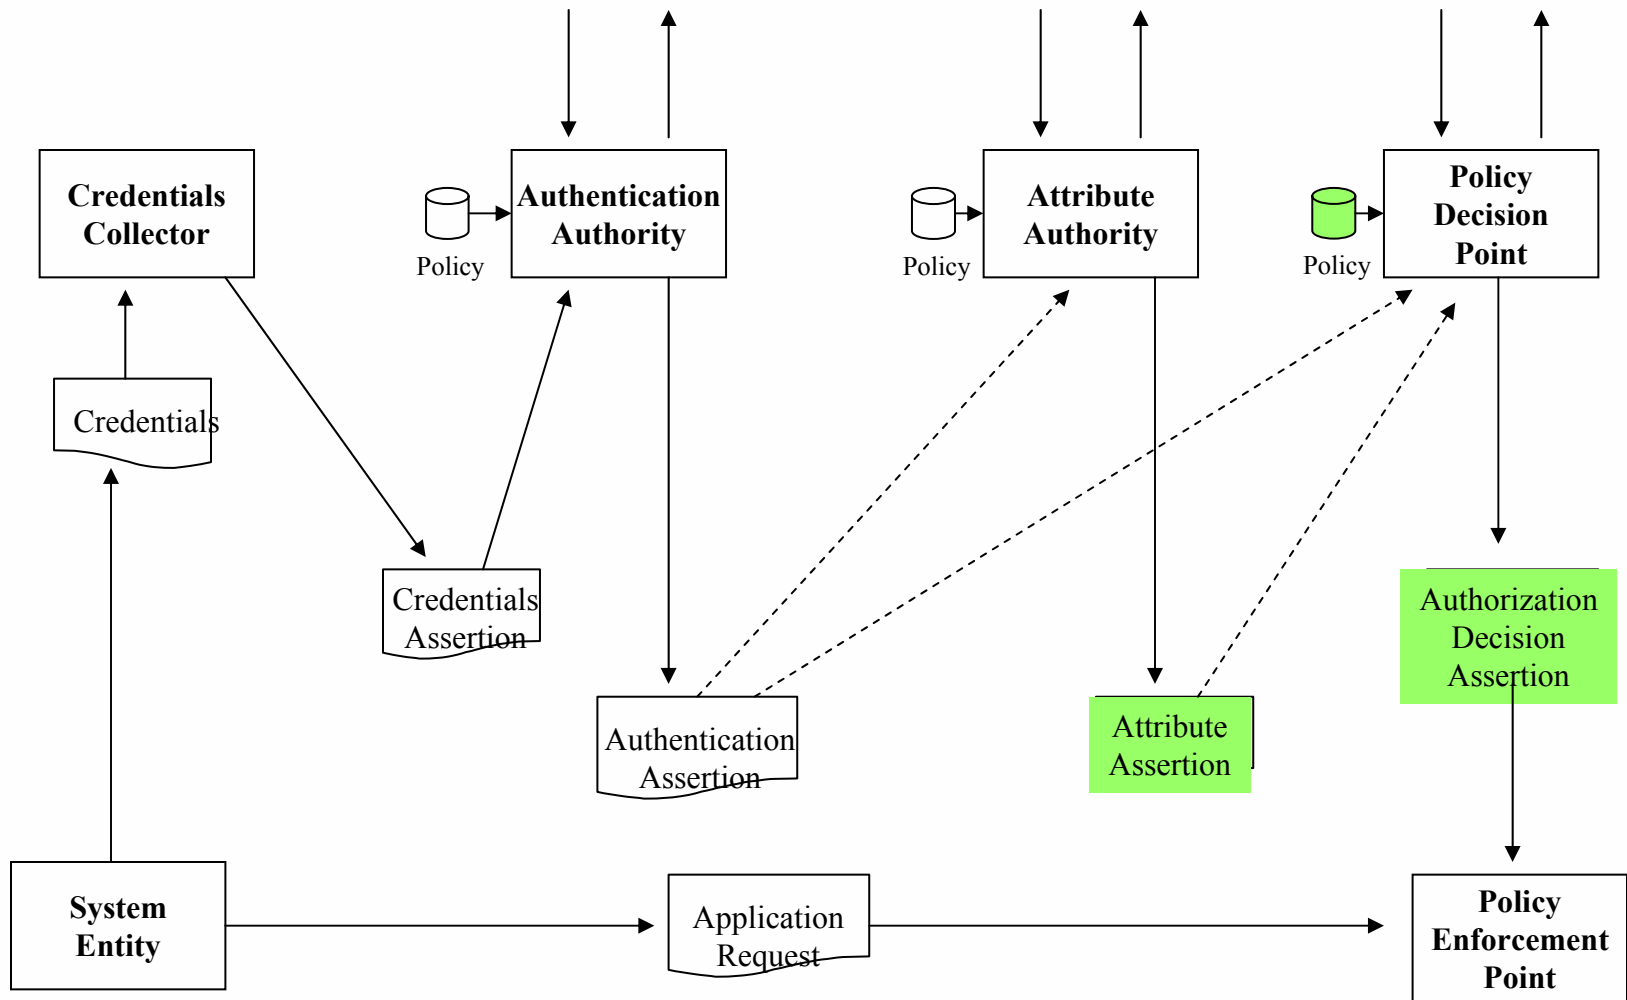 Credentials
Collector
Authentication
Authority
Attribute
Authority
Policy
Decision
Point
Policy
Policy
Policy
Credentials
Credentials
Assertion
Authentication
Assertion
Attribute
Assertion
Authorization
Decision
Assertion
System
Entity
Application
Request
Policy
Enforcement
Point